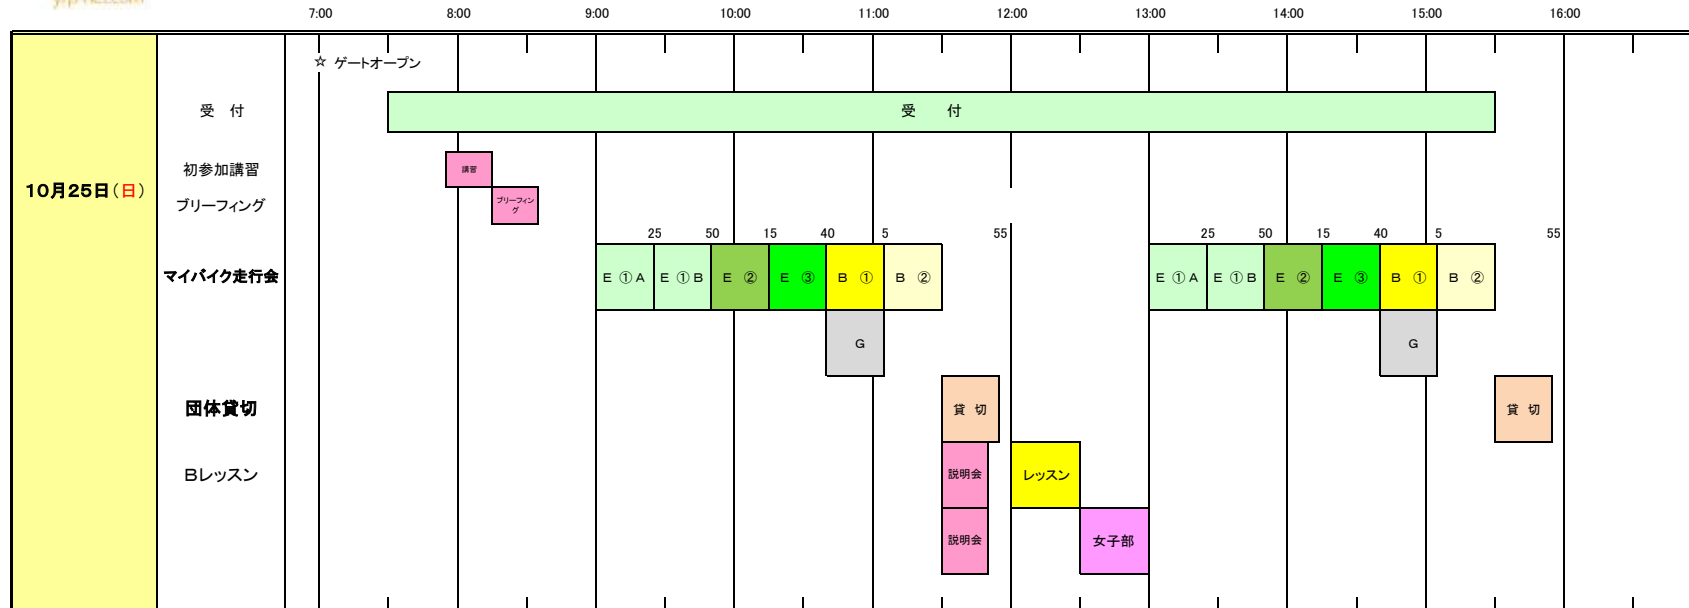 7:00 8:00 9:00 10:00 11:00 12:00 13:00 14:00 15:00 16:00
☆ ゲートオープン
受 付 受 付
初参加講習 講習
10月25日(日)
ブリーフィング ブリーフィン
グ
25 50 15 40 5 55 25 50 15 40 5 55
マイバイク走行会 E ①A E ①B E ② E ③ B ① B ② E ①A E ①B E ② E ③ B ① B ②
G G
団体貸切 貸 切 貸 切
Bレッスン 説明会 レッスン
説明会 女子部